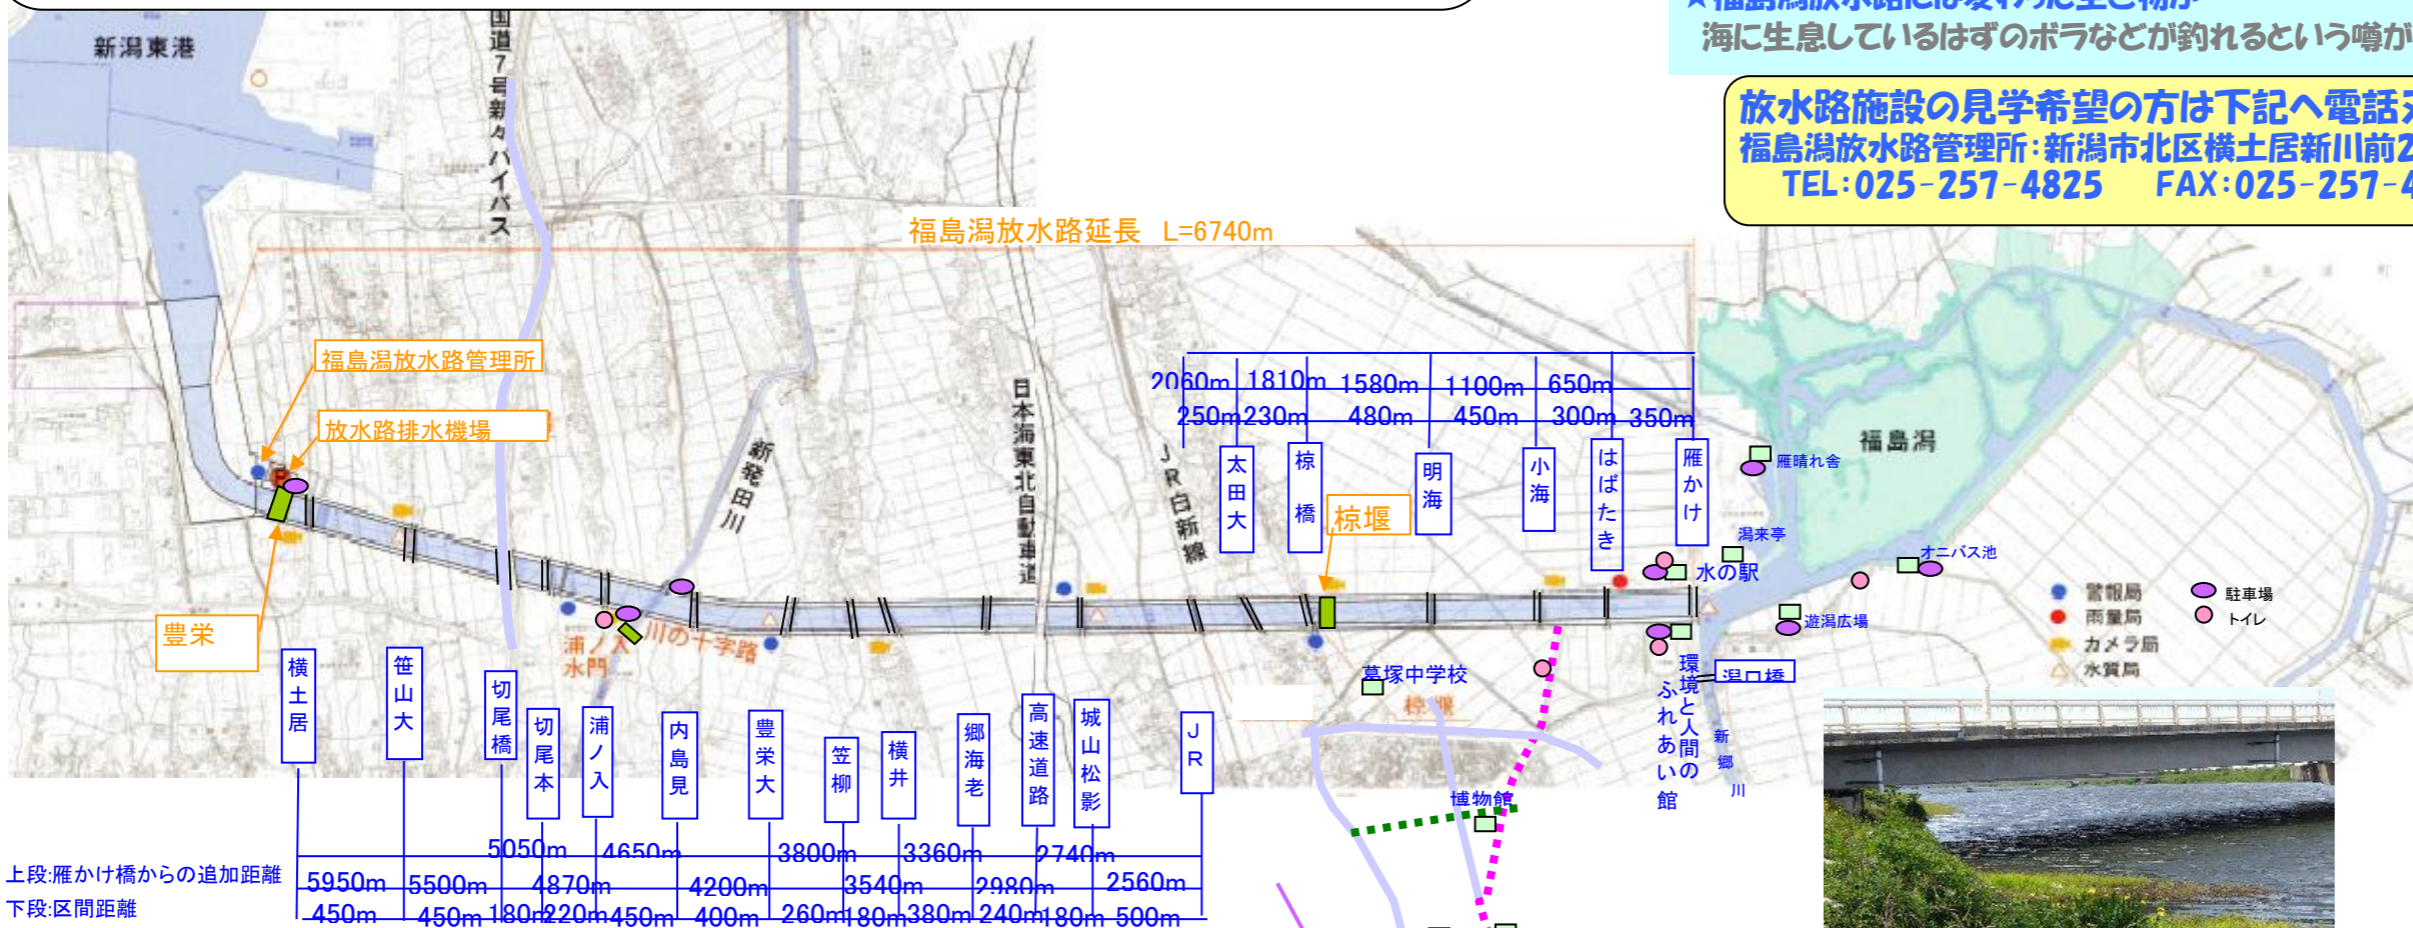 海に生息しているはずのボラなどが釣れるという噂が
放水路施設の見学希望の方は下記へ電話
福島潟放水路管理所:新潟市北区横土居新川前2
TEL:025-257-4825 FAX:025-257-4
新潟東港
国道7号新々バイパス
福島潟放水路延長 L=6740m
福島潟放水路管理所
放水路排水機場
豊栄
新発田川
日本海東北自動車道
JR白新線
2060m 1810m 1580m 1100m 650m
250m 230m 480m 450m 300m 350m
太田大
椋橋
椋堰
明海
小海
はばたき
雁かけ
福島潟
雁晴れ舎
潟来亭
オニバス池
水の駅
遊潟広場
警報局
雨量局
カメラ局
水質局
駐車場
トイレ
浦ノ入水門
川の十字路
葛塚中学校
椋堰
環境と人間のふれあい館
潟口橋
新郷川
博物館
横土居
笹山大
切尾橋
切尾本
浦ノ入
内島見
豊栄大
笠柳
横井
郷海老
高速道路
城山松影
JR
5050m 4650m 3800m 3360m 2740m
上段:雁かけ橋からの追加距離
5950m 5500m 4870m 4200m 3540m 2980m 2560m
下段:区間距離
450m 450m 180m 220m 450m 400m 260m 180m 380m 240m 180m 500m